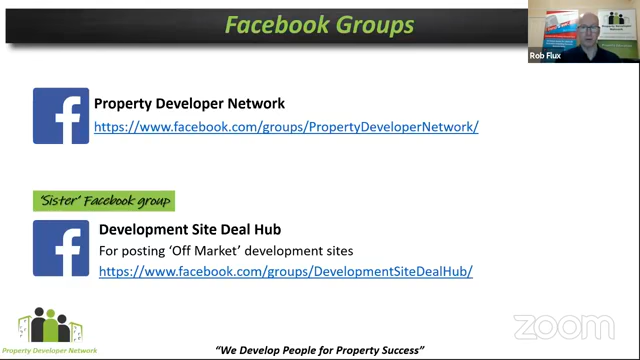 Facebook Groups
Rob Flux
Property Developer Network
https://www.facebook.com/groups/PropertyDeveloperNetwork/
'Sister' Facebook group
Development Site Deal Hub
For posting 'Off Market' development sites
https://www.facebook.com/groups/DevelopmentSiteDealHub/
Property Developer Network
"We Develop People for Property Success"
zoom